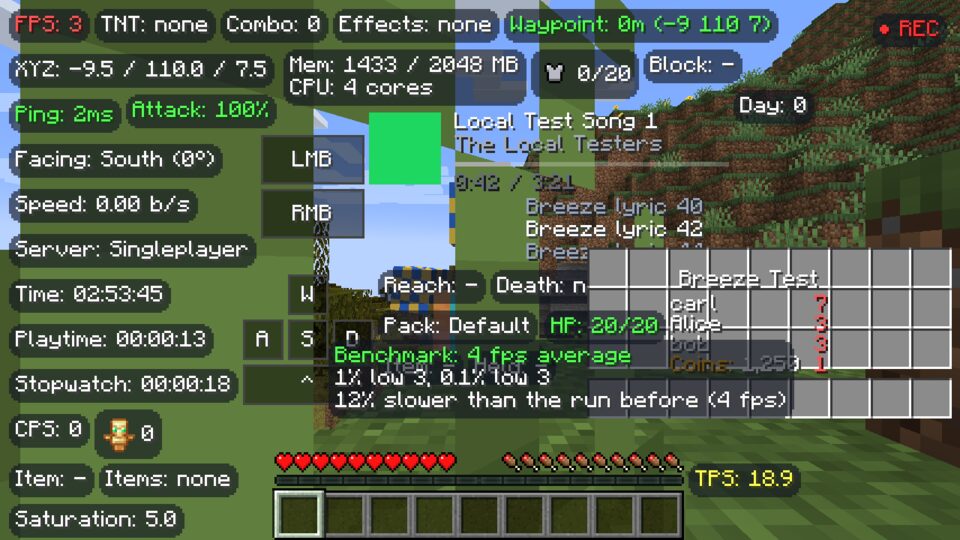 FPS: 3
TNT: none
Combo: 0
Effects: none
Waypoint: 0m (-9 110 7)
REC
XYZ: -9.5 / 110.0 / 7.5
Mem: 1433 / 2048 MB
CPU: 4 cores
0/20
Block: -
Ping: 2ms
Attack: 100%
Day: 0
Local Test Song 1
The Local Testers
0:42 / 3:21
Facing: South (0°)
LMB
Speed: 0.00 b/s
RMB
Breeze lyric 40
Breeze lyric 42
Breeze lyric
Server: Singleplayer
Time: 02:53:45
W
Reach: -
Death: n
Breeze Test
carl 7
Alice 3
bob 3
Coins: 1,250 1
Playtime: 00:00:13
A
S
D
Pack: Default
HP: 20/20
Benchmark: 4 fps average
1% low 3, 0.1% low 3
12% slower than the run before (4 fps)
Stopwatch: 00:00:18
^
CPS: 0
0
Item: -
Items: none
TPS: 18.9
Saturation: 5.0